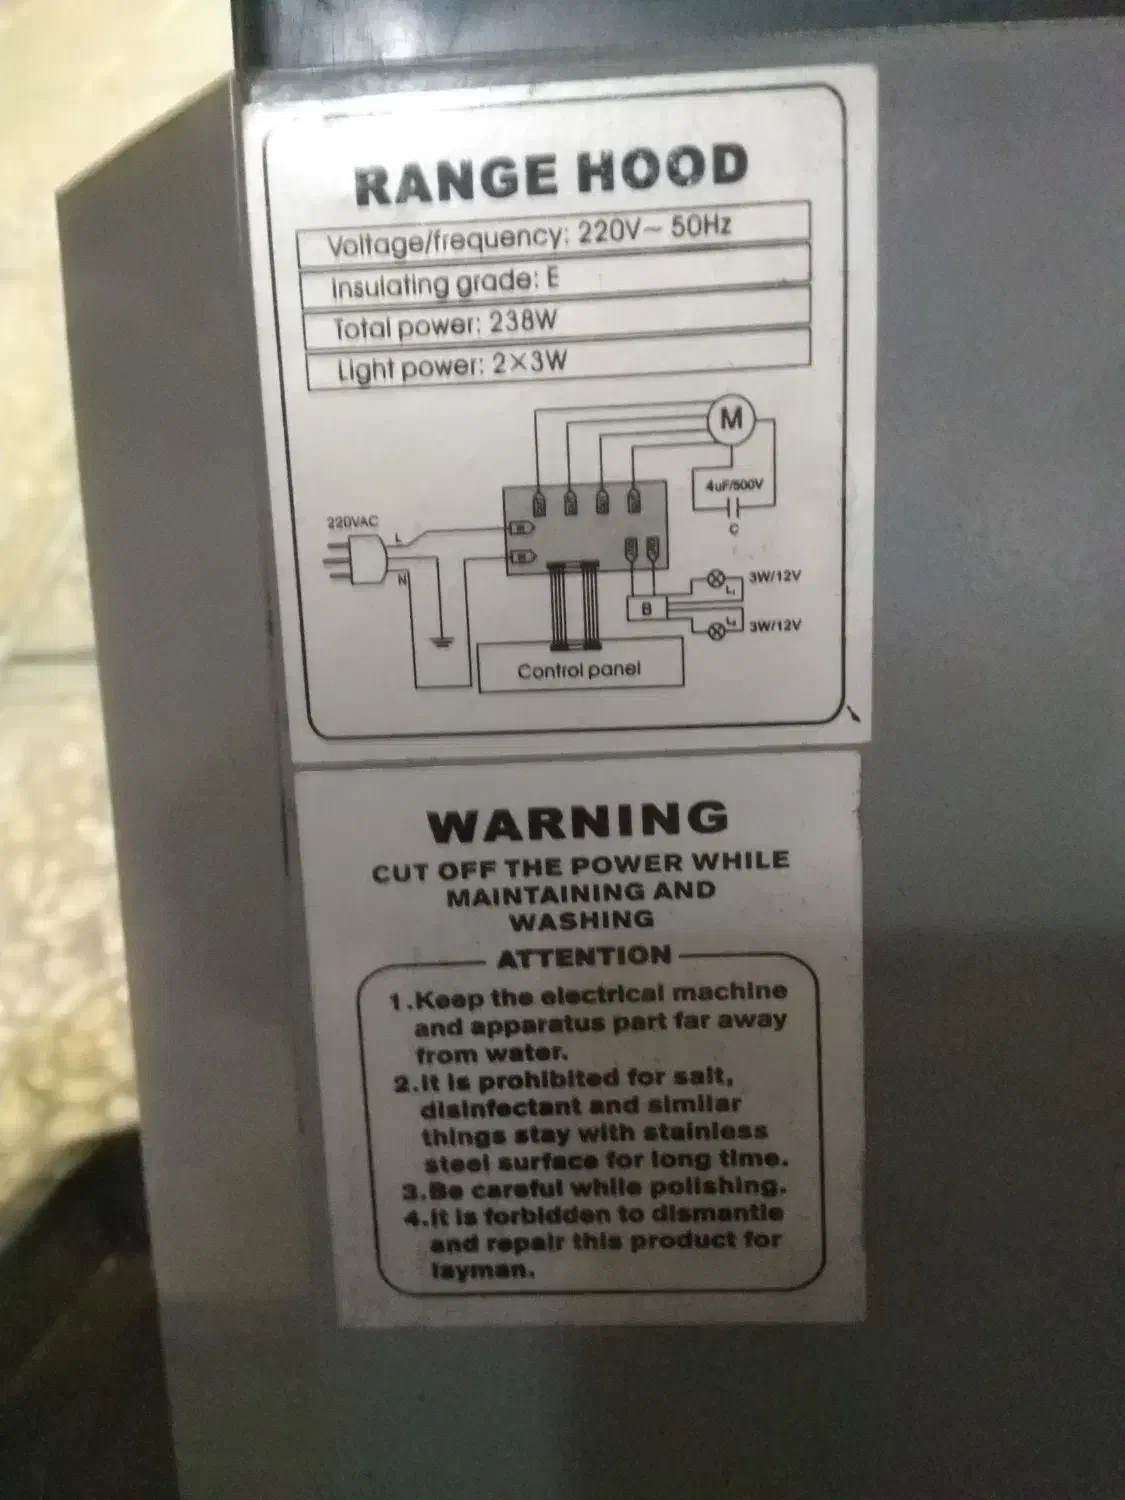 RANGE HOOD
Voltage/frequency: 220V~ 50Hz
Insulating grade: E
Total power: 238W
Light power: 2×3W
M
4uF/500V
C
220VAC
L
N
3W/12V
L₁
B
3W/12V
Control panel
WARNING
CUT OFF THE POWER WHILE
MAINTAINING AND
WASHING
ATTENTION
1.Keep the electrical machine
and apparatus part far away
from water.
2.It is prohibited for salt,
disinfectant and similar
things stay with stainless
steel surface for long time.
3.Be careful while polishing.
4.It is forbidden to dismantle
and repair this product for
layman.